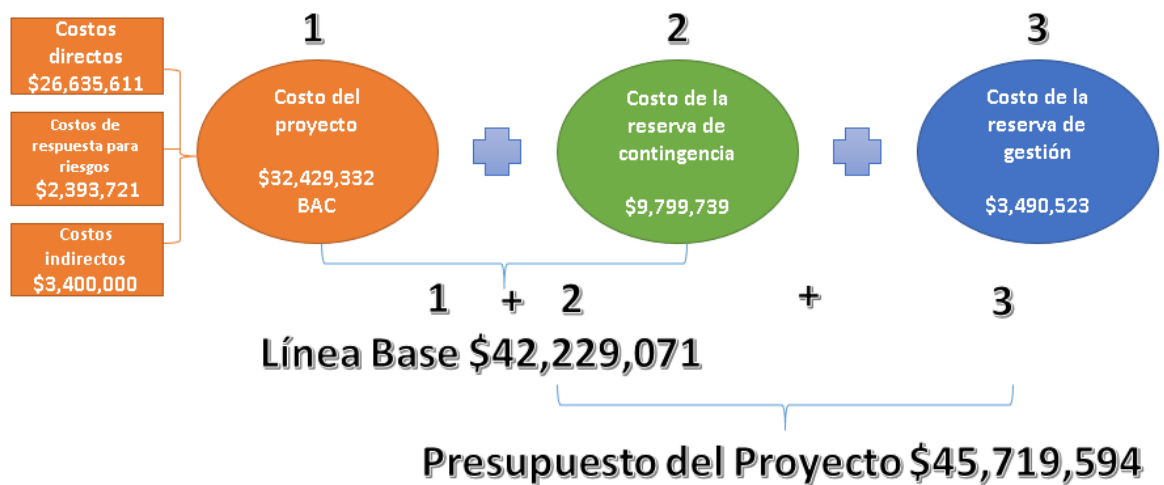 Costos
directos
$26,635,611
Costos de
respuesta para
riesgos
$2,393,721
Costos
indirectos
$3,400,000
1
Costo del
proyecto
$32,429,332
BAC
2
Costo de la
reserva de
contingencia
$9,799,739
3
Costo de la
reserva de
gestión
$3,490,523
1 + 2 + 3
Línea Base $42,229,071
Presupuesto del Proyecto $45,719,594